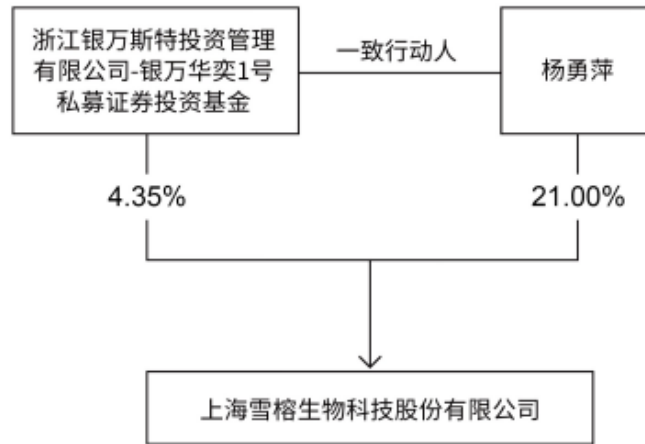 浙江银万斯特投资管理
有限公司-银万华奕1号
私募证券投资基金
一致行动人
杨勇萍
4.35%
21.00%
上海雪榕生物科技股份有限公司